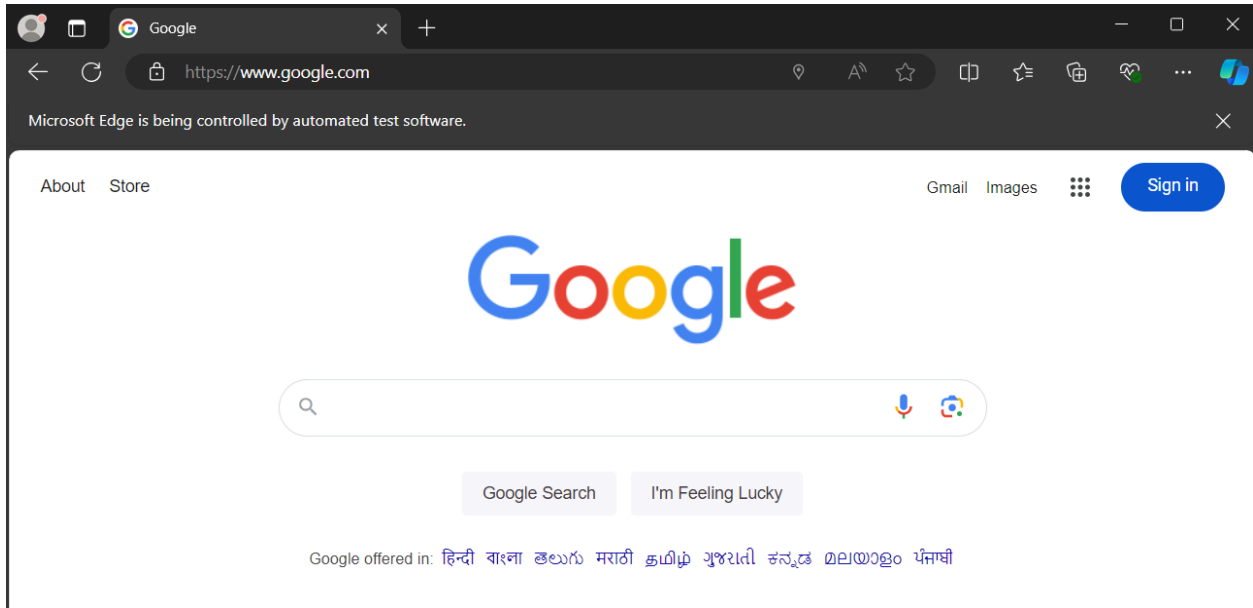 Google
https://www.google.com
Microsoft Edge is being controlled by automated test software.
About Store Gmail Images Sign in
Google
Google Search I'm Feeling Lucky
Google offered in: हिन्दी বাংলা తెలుగు मराठी தமிழ் ગુજરાતી ಕನ್ನಡ മലയാളം ਪੰਜਾਬੀ